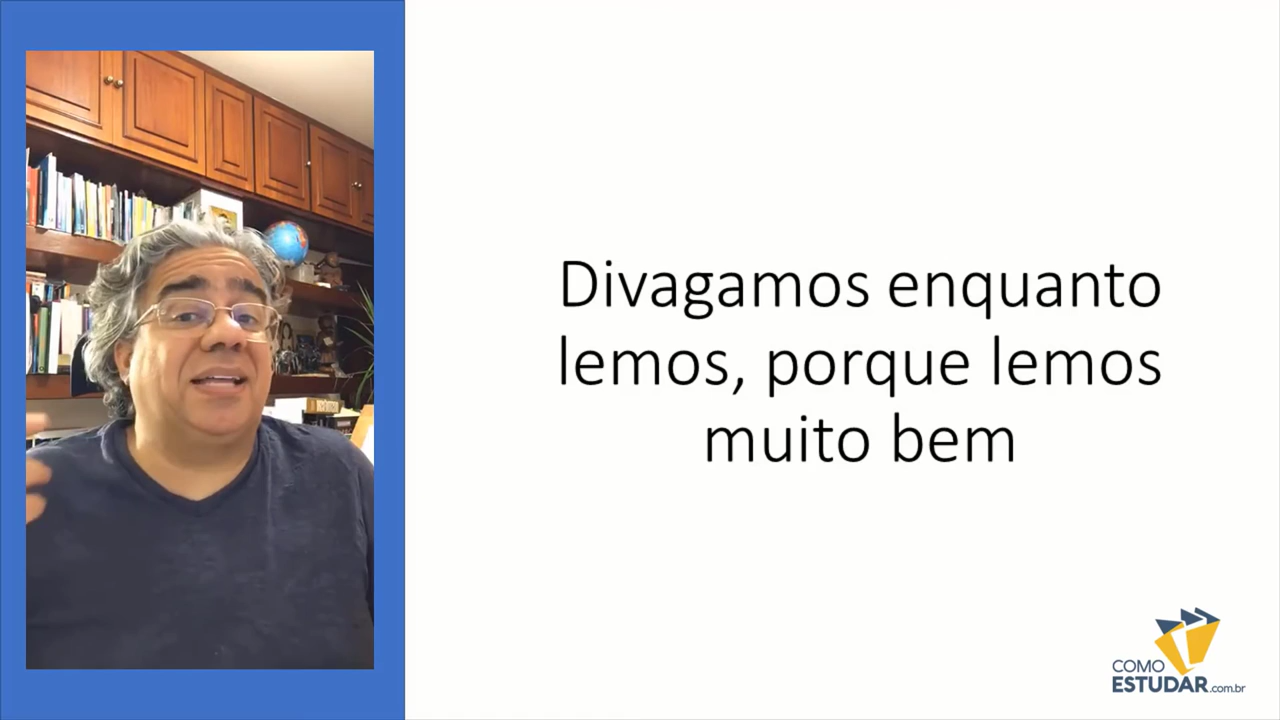 Divagamos enquanto
lemos, porque lemos
muito bem
COMO
ESTUDAR.com.br